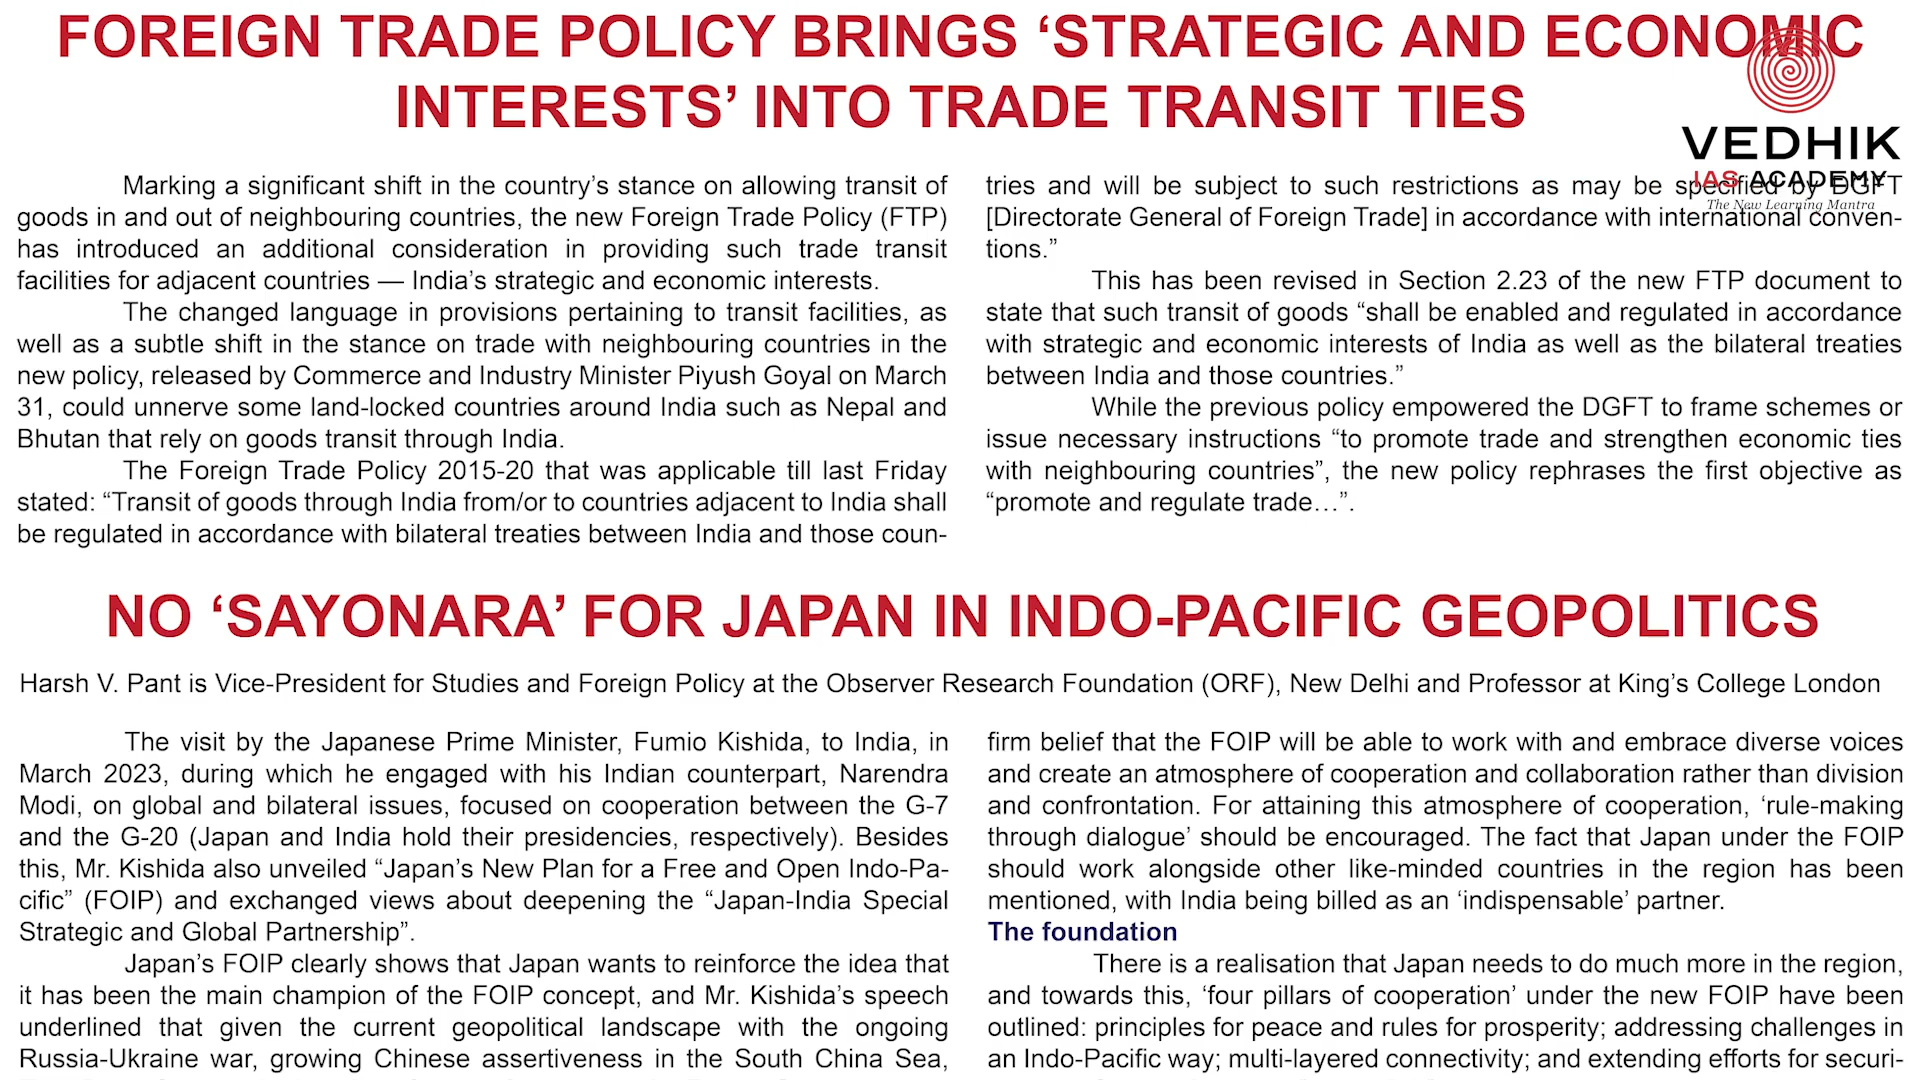 FOREIGN TRADE POLICY BRINGS ‘STRATEGIC AND ECONOMIC
INTERESTS’ INTO TRADE TRANSIT TIES
VEDHIK
IAS ACADEMY
The New Learning Mantra
Marking a significant shift in the country’s stance on allowing transit of
goods in and out of neighbouring countries, the new Foreign Trade Policy (FTP)
has introduced an additional consideration in providing such trade transit
facilities for adjacent countries — India’s strategic and economic interests.
The changed language in provisions pertaining to transit facilities, as
well as a subtle shift in the stance on trade with neighbouring countries in the
new policy, released by Commerce and Industry Minister Piyush Goyal on March
31, could unnerve some land-locked countries around India such as Nepal and
Bhutan that rely on goods transit through India.
The Foreign Trade Policy 2015-20 that was applicable till last Friday
stated: “Transit of goods through India from/or to countries adjacent to India shall
be regulated in accordance with bilateral treaties between India and those coun-
tries and will be subject to such restrictions as may be specified by DGFT
[Directorate General of Foreign Trade] in accordance with international conven-
tions.”
This has been revised in Section 2.23 of the new FTP document to
state that such transit of goods “shall be enabled and regulated in accordance
with strategic and economic interests of India as well as the bilateral treaties
between India and those countries.”
While the previous policy empowered the DGFT to frame schemes or
issue necessary instructions “to promote trade and strengthen economic ties
with neighbouring countries”, the new policy rephrases the first objective as
“promote and regulate trade…”.
NO ‘SAYONARA’ FOR JAPAN IN INDO-PACIFIC GEOPOLITICS
Harsh V. Pant is Vice-President for Studies and Foreign Policy at the Observer Research Foundation (ORF), New Delhi and Professor at King’s College London
The visit by the Japanese Prime Minister, Fumio Kishida, to India, in
March 2023, during which he engaged with his Indian counterpart, Narendra
Modi, on global and bilateral issues, focused on cooperation between the G-7
and the G-20 (Japan and India hold their presidencies, respectively). Besides
this, Mr. Kishida also unveiled “Japan’s New Plan for a Free and Open Indo-Pa-
cific” (FOIP) and exchanged views about deepening the “Japan-India Special
Strategic and Global Partnership”.
Japan’s FOIP clearly shows that Japan wants to reinforce the idea that
it has been the main champion of the FOIP concept, and Mr. Kishida’s speech
underlined that given the current geopolitical landscape with the ongoing
Russia-Ukraine war, growing Chinese assertiveness in the South China Sea,
firm belief that the FOIP will be able to work with and embrace diverse voices
and create an atmosphere of cooperation and collaboration rather than division
and confrontation. For attaining this atmosphere of cooperation, ‘rule-making
through dialogue’ should be encouraged. The fact that Japan under the FOIP
should work alongside other like-minded countries in the region has been
mentioned, with India being billed as an ‘indispensable’ partner.
The foundation
There is a realisation that Japan needs to do much more in the region,
and towards this, ‘four pillars of cooperation’ under the new FOIP have been
outlined: principles for peace and rules for prosperity; addressing challenges in
an Indo-Pacific way; multi-layered connectivity; and extending efforts for securi-